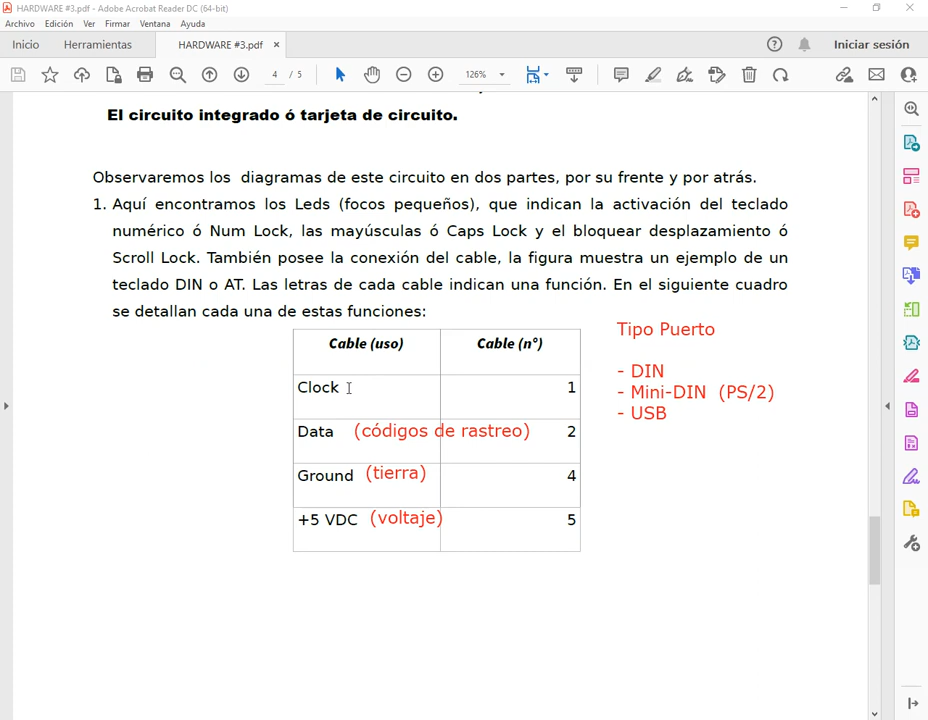 HARDWARE #3.pdf - Adobe Acrobat Reader DC (64-bit)
Archivo Edición Ver Firmar Ventana Ayuda
Inicio Herramientas HARDWARE #3.pdf × Iniciar sesión
4 / 5 126%
El circuito integrado ó tarjeta de circuito.
Observaremos los diagramas de este circuito en dos partes, por su frente y por atrás.
1. Aquí encontramos los Leds (focos pequeños), que indican la activación del teclado
numérico ó Num Lock, las mayúsculas ó Caps Lock y el bloquear desplazamiento ó
Scroll Lock. También posee la conexión del cable, la figura muestra un ejemplo de un
teclado DIN o AT. Las letras de cada cable indican una función. En el siguiente cuadro
se detallan cada una de estas funciones:
Cable (uso) Cable (n°)
Clock 1
Data (códigos de rastreo) 2
Ground (tierra) 4
+5 VDC (voltaje) 5
Tipo Puerto
- DIN
- Mini-DIN (PS/2)
- USB